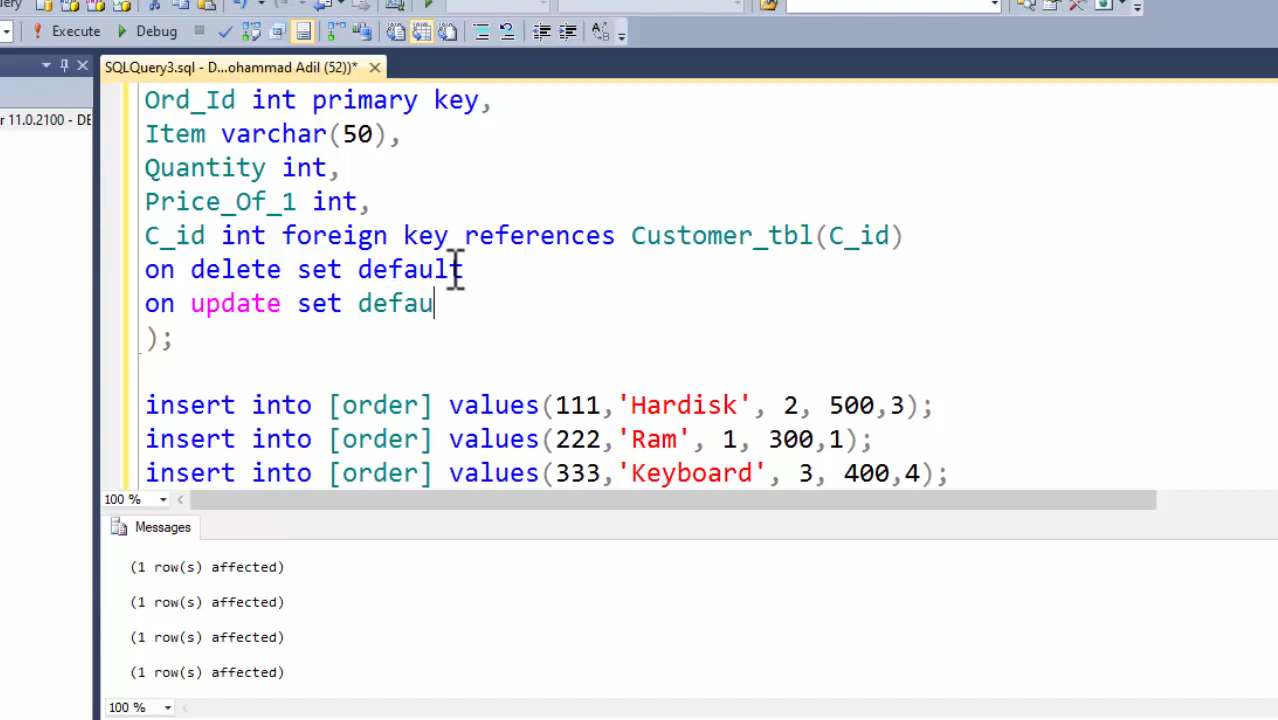 Execute Debug
SQLQuery3.sql - D...ohammad Adil (52))*
r 11.0.2100 - DE
Ord_Id int primary key,
Item varchar(50),
Quantity int,
Price_Of_1 int,
C_id int foreign key references Customer_tbl(C_id)
on delete set default
on update set defau
);
insert into [order] values(111,'Hardisk', 2, 500,3);
insert into [order] values(222,'Ram', 1, 300,1);
insert into [order] values(333,'Keyboard', 3, 400,4);
100 %
Messages
(1 row(s) affected)
(1 row(s) affected)
(1 row(s) affected)
(1 row(s) affected)
100 %